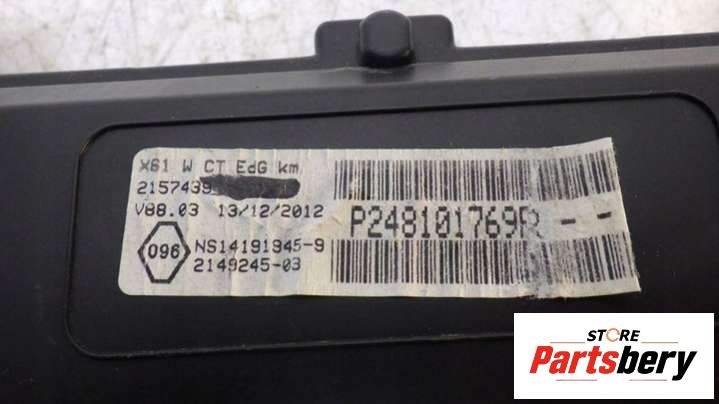 X61 W CT EdG km
2157439
V88.03 13/12/2012
096
NS14191945-9
2149245-03
P248101769R--
STORE
Partsbery